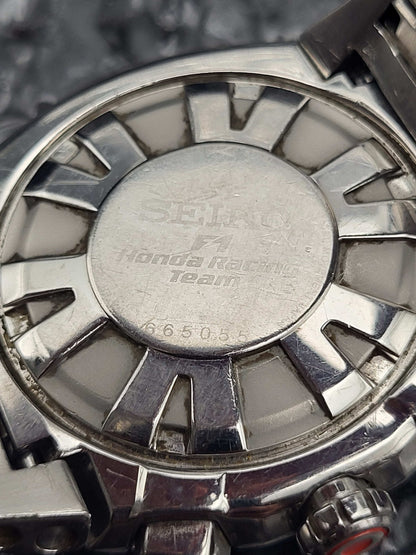 SEIKO
F1
Honda Racing
Team
665055